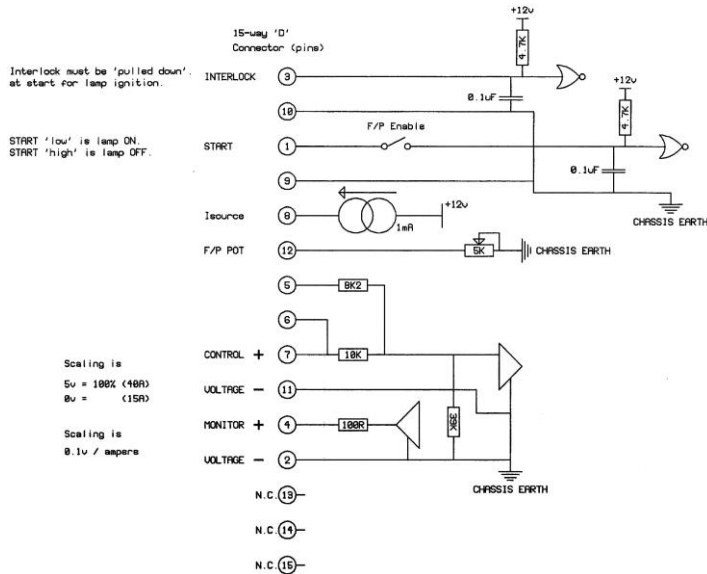 15-way 'D'
Connector (pins)
+12v
4.7K
Interlock must be 'pulled down'.
at start for lamp ignition.
INTERLOCK 3
0.1uF
+12v
4.7K
10
F/P Enable
START 'low' is lamp ON.
START 'high' is lamp OFF.
START 1
0.1uF
9
CHASSIS EARTH
Isource 8
+12v
1mA
F/P POT 12
5K
CHASSIS EARTH
5
8K2
6
CONTROL + 7
10K
Scaling is
5v = 100% (40A)
0v = (15A)
VOLTAGE - 11
39K
MONITOR + 4
100R
Scaling is
0.1v / ampere
VOLTAGE - 2
CHASSIS EARTH
N.C. 13
N.C. 14
N.C. 15